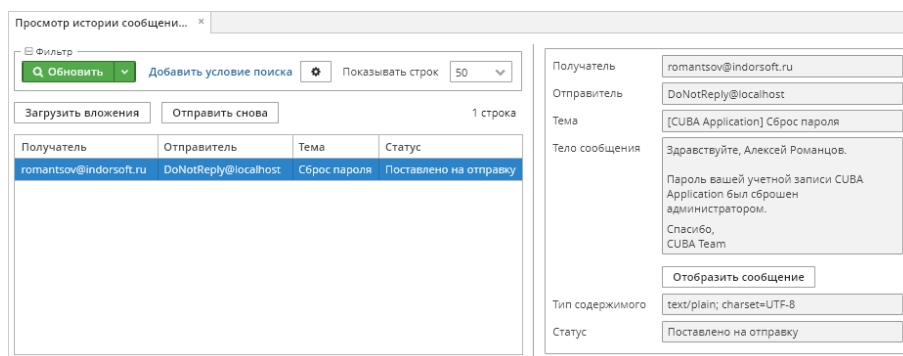 Просмотр истории сообщени... ×
Фильтр
Обновить
Добавить условие поиска
Показывать строк
50
Загрузить вложения
Отправить снова
1 строка
Получатель Отправитель Тема Статус
romantsov@indorsoft.ru DoNotReply@localhost Сброс пароля Поставлено на отправку
Получатель romantsov@indorsoft.ru
Отправитель DoNotReply@localhost
Тема [CUBA Application] Сброс пароля
Тело сообщения Здравствуйте, Алексей Романцов.
Пароль вашей учетной записи CUBA
Application был сброшен
администратором.
Спасибо,
CUBA Team
Отобразить сообщение
Тип содержимого text/plain; charset=UTF-8
Статус Поставлено на отправку